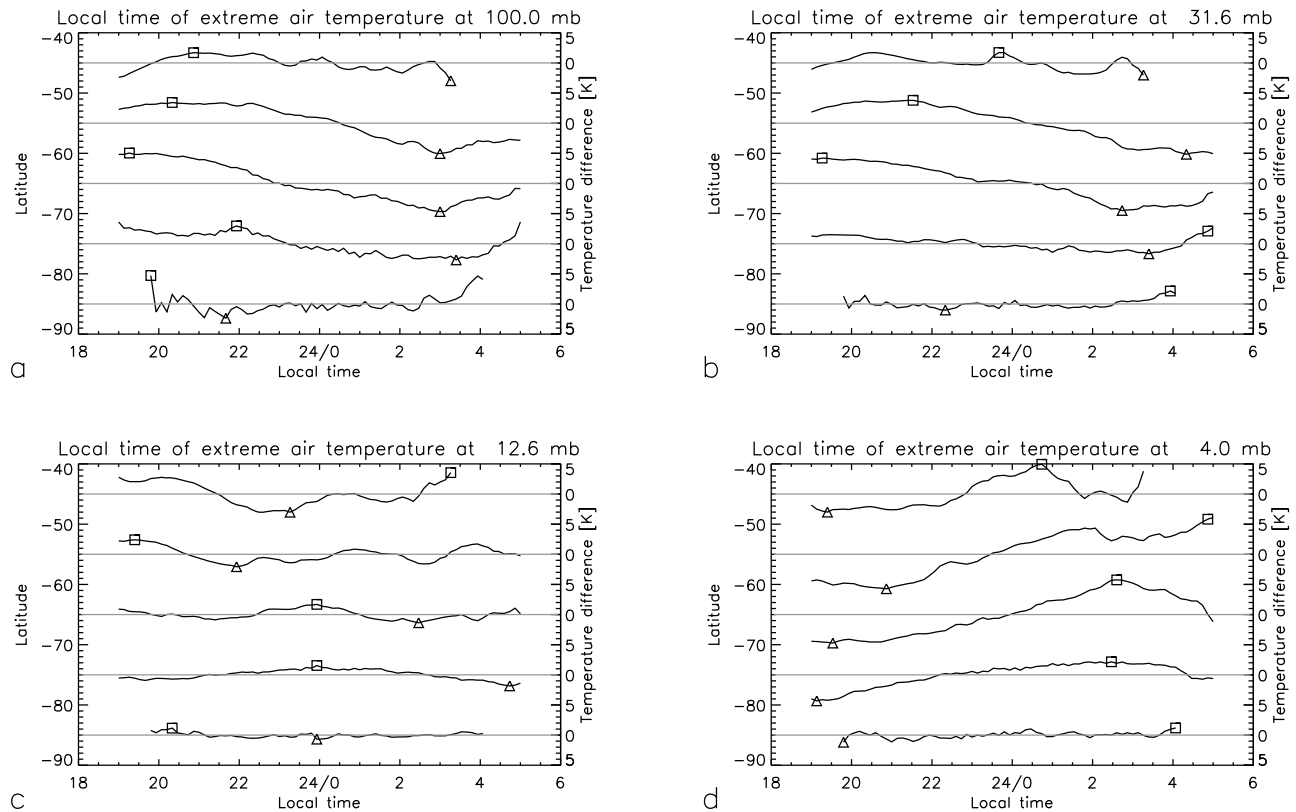 Local time of extreme air temperature at 100.0 mb
-40
-50
-60
-70
-80
-90
Latitude
5
0
5
0
5
0
5
0
5
0
5
Temperature difference [K]
18 20 22 24/0 2 4 6
Local time
a
Local time of extreme air temperature at 31.6 mb
-40
-50
-60
-70
-80
-90
Latitude
5
0
5
0
5
0
5
0
5
0
5
Temperature difference [K]
18 20 22 24/0 2 4 6
Local time
b
Local time of extreme air temperature at 12.6 mb
-40
-50
-60
-70
-80
-90
Latitude
5
0
5
0
5
0
5
0
5
0
5
Temperature difference [K]
18 20 22 24/0 2 4 6
Local time
c
Local time of extreme air temperature at 4.0 mb
-40
-50
-60
-70
-80
-90
Latitude
5
0
5
0
5
0
5
0
5
0
5
Temperature difference [K]
18 20 22 24/0 2 4 6
Local time
d